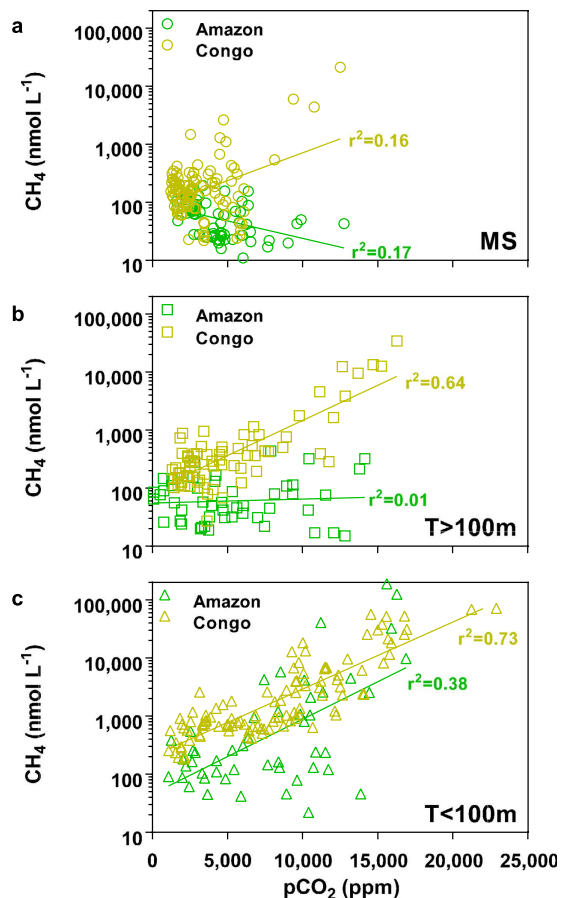 a
100,000
10,000
1,000
100
10
CH₄ (nmol L⁻¹)
Amazon
Congo
r²=0.16
r²=0.17
MS
b
100,000
10,000
1,000
100
10
CH₄ (nmol L⁻¹)
Amazon
Congo
r²=0.64
r²=0.01
T>100m
c
100,000
10,000
1,000
100
10
CH₄ (nmol L⁻¹)
Amazon
Congo
r²=0.73
r²=0.38
T<100m
0 5,000 10,000 15,000 20,000 25,000
pCO₂ (ppm)